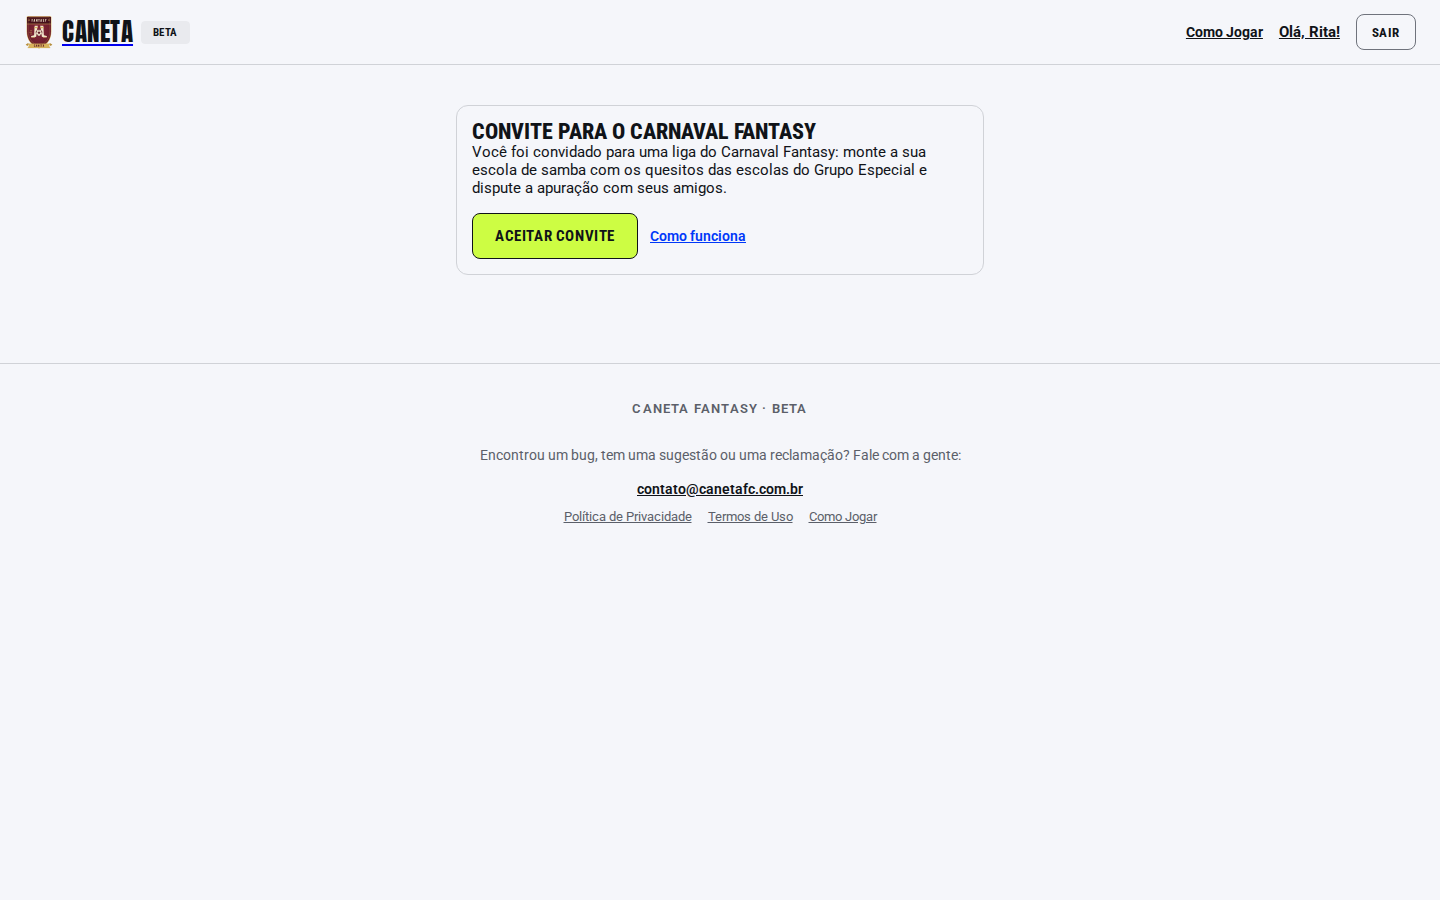 CANETA
BETA
Como Jogar
Olá, Rita!
SAIR
CONVITE PARA O CARNAVAL FANTASY
Você foi convidado para uma liga do Carnaval Fantasy: monte a sua
escola de samba com os quesitos das escolas do Grupo Especial e
dispute a apuração com seus amigos.
ACEITAR CONVITE
Como funciona
CANETA FANTASY · BETA
Encontrou um bug, tem uma sugestão ou uma reclamação? Fale com a gente:
contato@canetafc.com.br
Política de Privacidade
Termos de Uso
Como Jogar